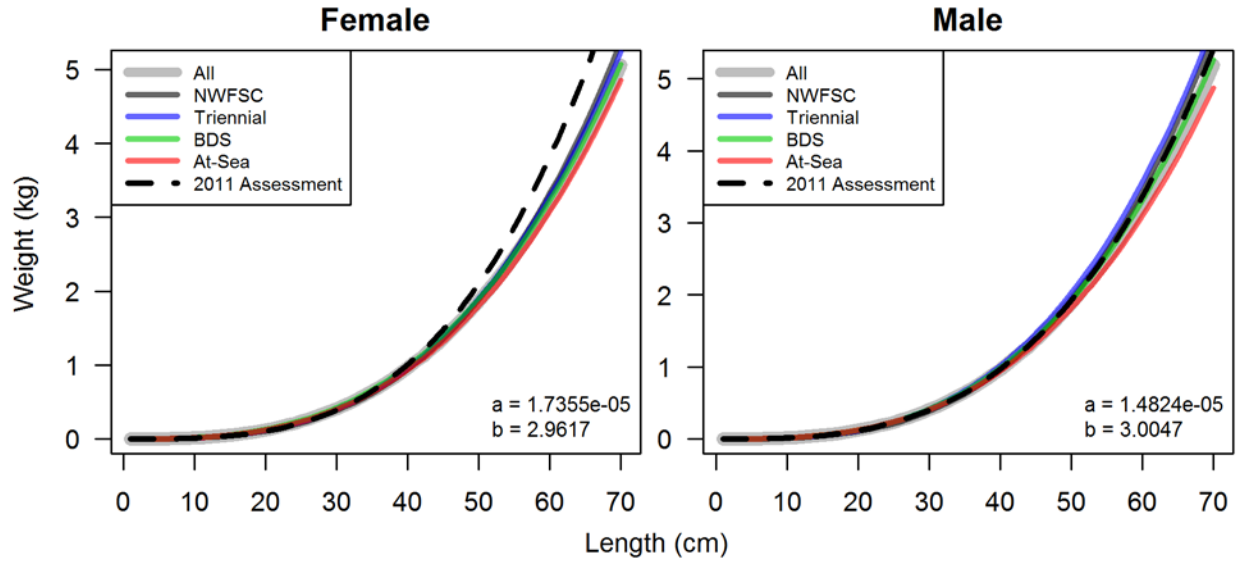 Female
Male
All
NWFSC
Triennial
BDS
At-Sea
2011 Assessment
All
NWFSC
Triennial
BDS
At-Sea
2011 Assessment
Weight (kg)
5
4
3
2
1
0
5
4
3
2
1
0
a = 1.7355e-05
b = 2.9617
a = 1.4824e-05
b = 3.0047
0 10 20 30 40 50 60 70
0 10 20 30 40 50 60 70
Length (cm)